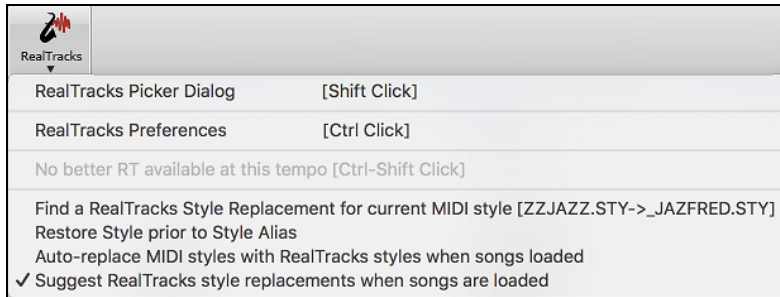 RealTracks
RealTracks Picker Dialog [Shift Click]
RealTracks Preferences [Ctrl Click]
No better RT available at this tempo [Ctrl-Shift Click]
Find a RealTracks Style Replacement for current MIDI style [ZZJAZZ.STY->_JAZFRED.STY]
Restore Style prior to Style Alias
Auto-replace MIDI styles with RealTracks styles when songs loaded
✓ Suggest RealTracks style replacements when songs are loaded